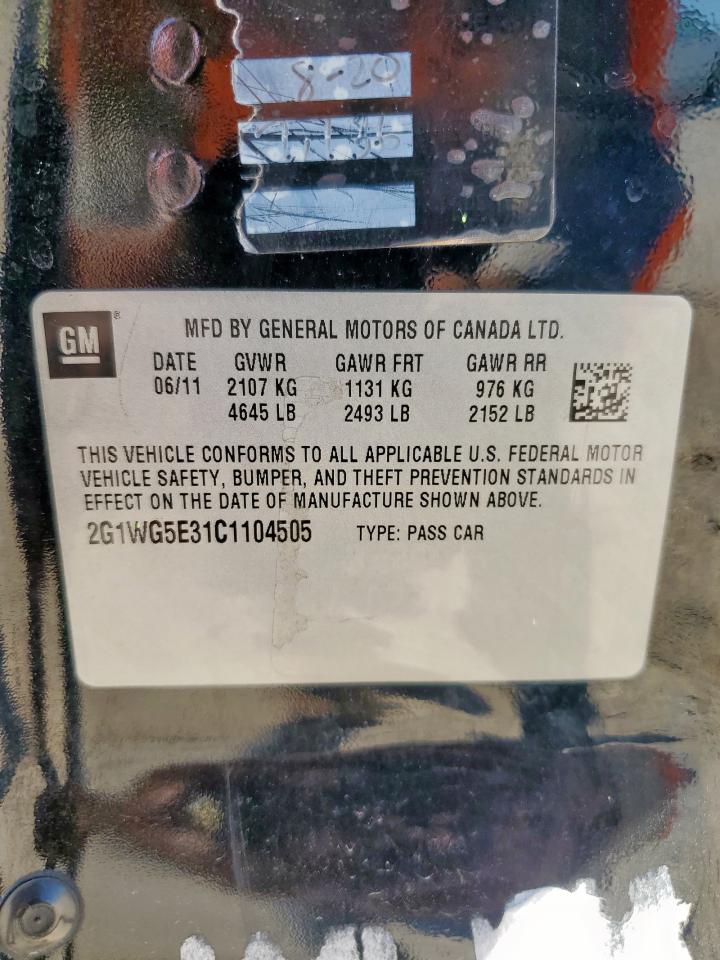 8-20
GM ®
MFD BY GENERAL MOTORS OF CANADA LTD.
DATE GVWR GAWR FRT GAWR RR
06/11 2107 KG 1131 KG 976 KG
4645 LB 2493 LB 2152 LB
THIS VEHICLE CONFORMS TO ALL APPLICABLE U.S. FEDERAL MOTOR
VEHICLE SAFETY, BUMPER, AND THEFT PREVENTION STANDARDS IN
EFFECT ON THE DATE OF MANUFACTURE SHOWN ABOVE.
2G1WG5E31C1104505 TYPE: PASS CAR